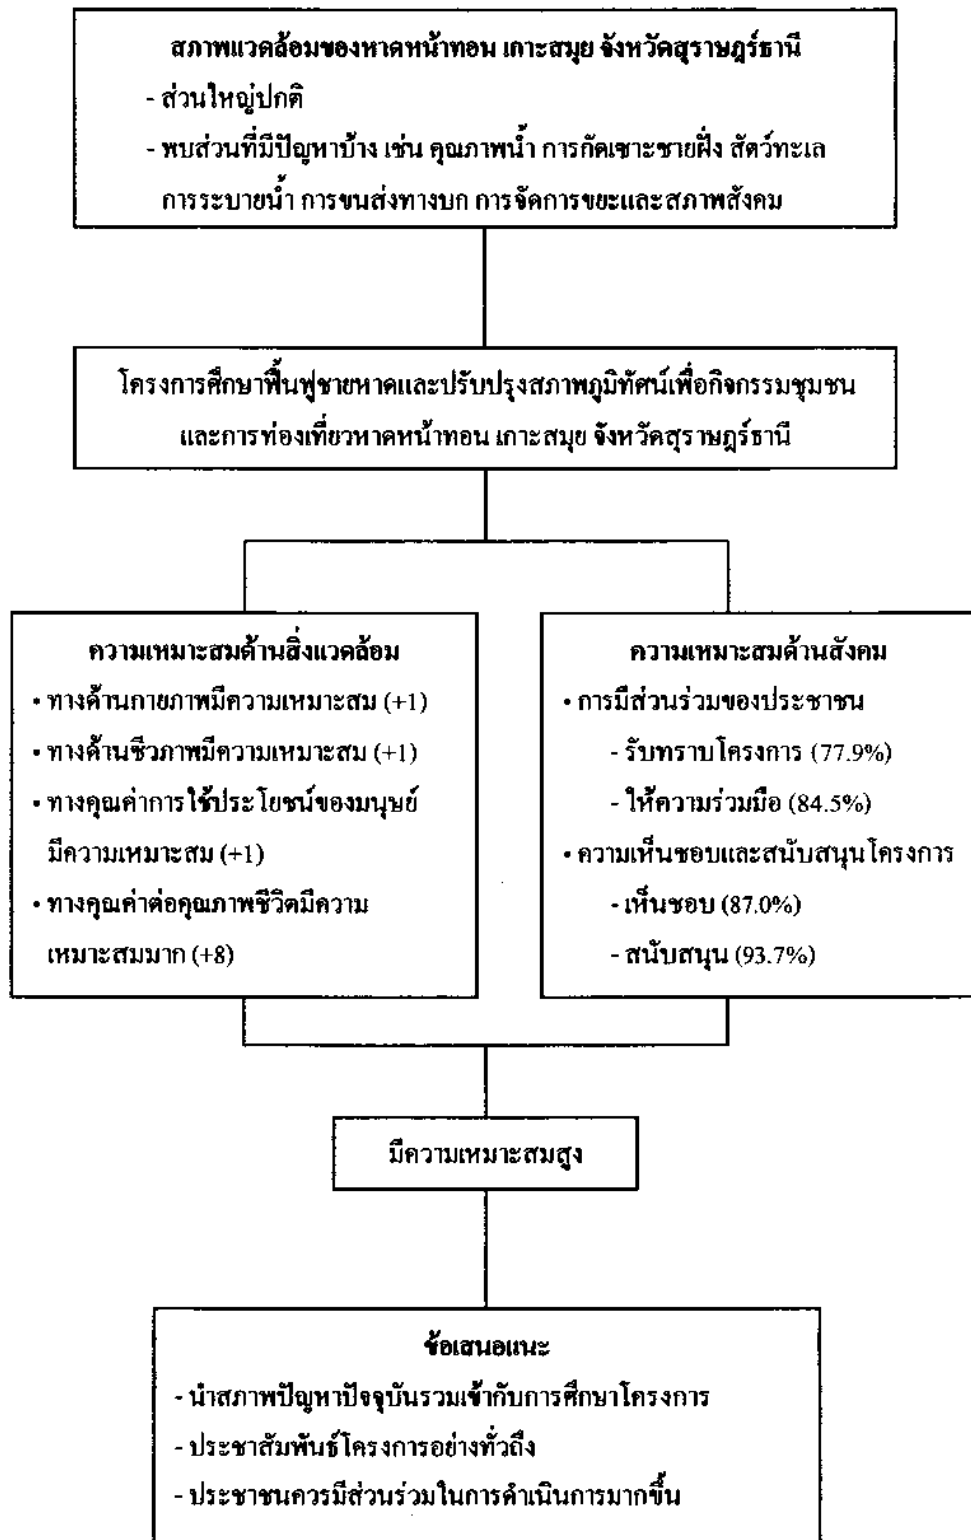 สภาพแวดล้อมของหาดหน้าทอน เกาะสมุย จังหวัดสุราษฎร์ธานี
- ส่วนใหญ่ปกติ
- พบส่วนที่มีปัญหาบ้าง เช่น คุณภาพน้ำ การกัดเซาะชายฝั่ง สัตว์ทะเล
การระบายน้ำ การขนส่งทางบก การจัดการขยะและสภาพสังคม
โครงการศึกษาฟื้นฟูชายหาดและปรับปรุงสภาพภูมิทัศน์เพื่อกิจกรรมชุมชน
และการท่องเที่ยวหาดหน้าทอน เกาะสมุย จังหวัดสุราษฎร์ธานี
ความเหมาะสมด้านสิ่งแวดล้อม
• ทางด้านกายภาพมีความเหมาะสม (+1)
• ทางด้านชีวภาพมีความเหมาะสม (+1)
• ทางคุณค่าการใช้ประโยชน์ของมนุษย์
มีความเหมาะสม (+1)
• ทางคุณค่าต่อคุณภาพชีวิตมีความ
เหมาะสมมาก (+8)
ความเหมาะสมด้านสังคม
• การมีส่วนร่วมของประชาชน
- รับทราบโครงการ (77.9%)
- ให้ความร่วมมือ (84.5%)
• ความเห็นชอบและสนับสนุนโครงการ
- เห็นชอบ (87.0%)
- สนับสนุน (93.7%)
มีความเหมาะสมสูง
ข้อเสนอแนะ
- นำสภาพปัญหาปัจจุบันรวมเข้ากับการศึกษาโครงการ
- ประชาสัมพันธ์โครงการอย่างทั่วถึง
- ประชาชนควรมีส่วนร่วมในการดำเนินการมากขึ้น